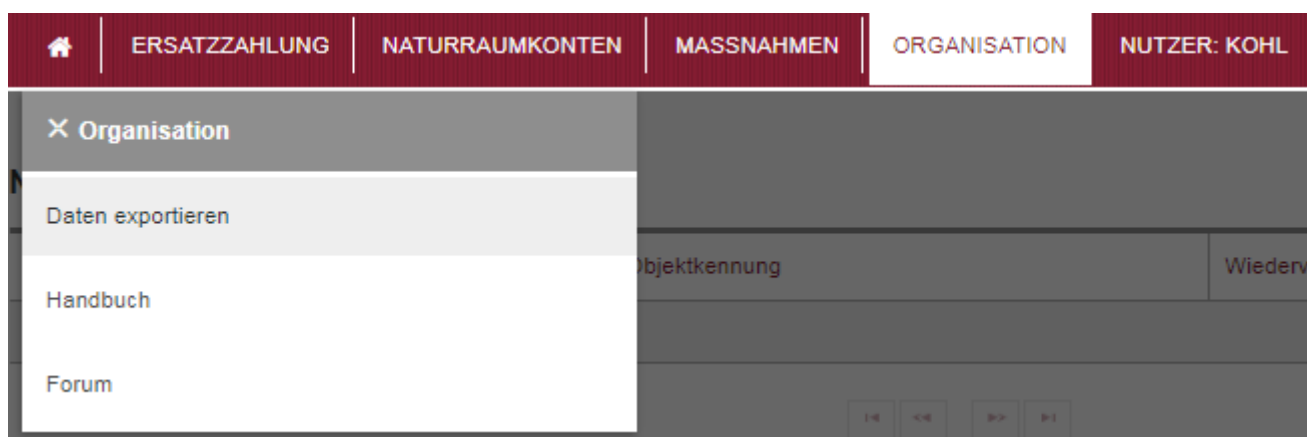 ERSATZZAHLUNG NATURRAUMKONTEN MASSNAHMEN ORGANISATION NUTZER: KOHL
× Organisation
Daten exportieren
Objektkennung
Handbuch
Forum